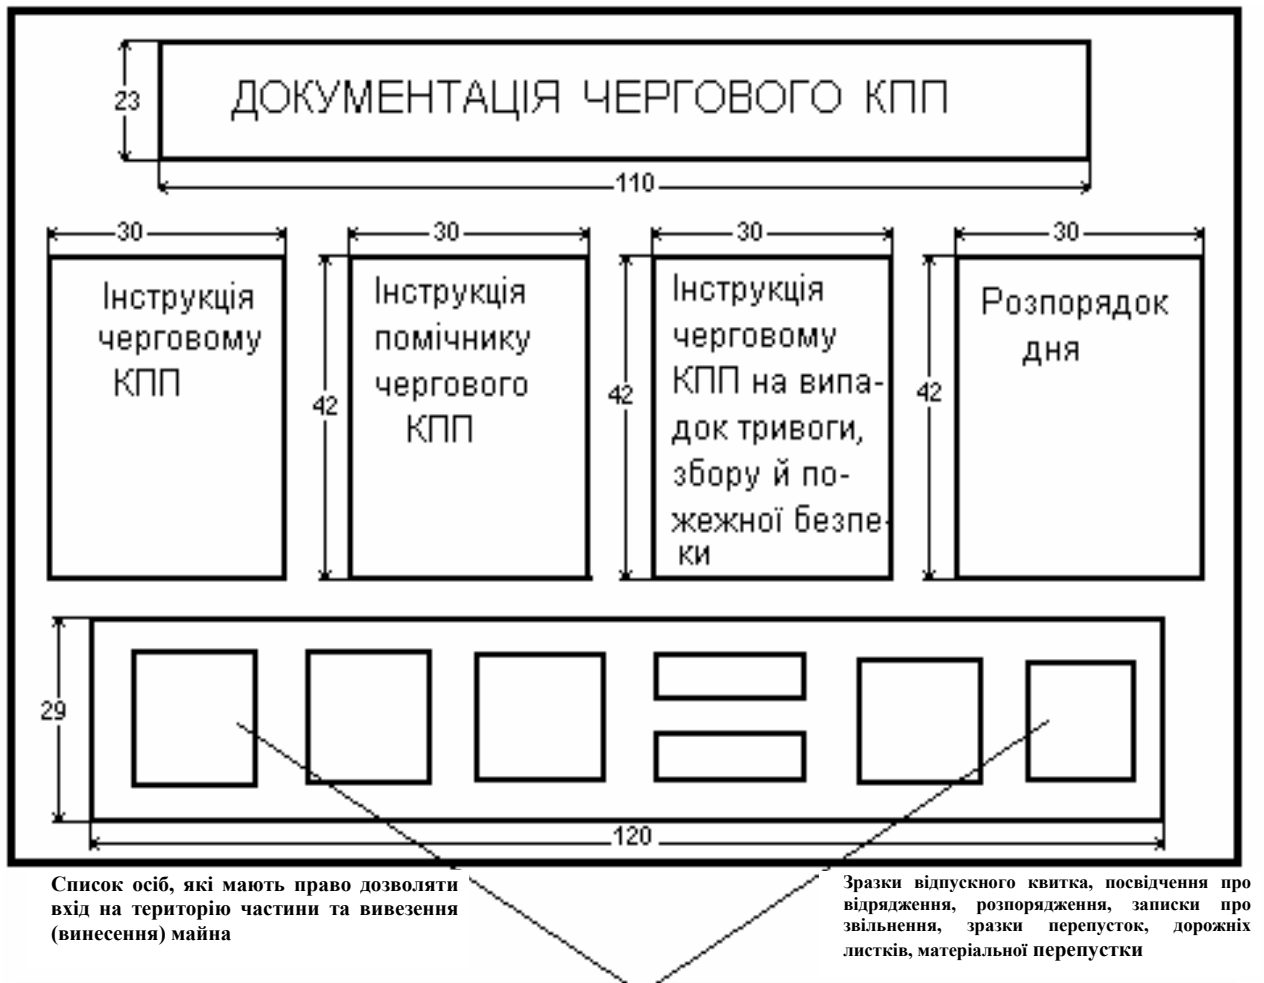 ДОКУМЕНТАЦІЯ ЧЕРГОВОГО КПП
23
110
30
30
30
30
Інструкція
черговому
КПП
42
Інструкція
помічнику
чергового
КПП
42
Інструкція
черговому
КПП на випа-
док тривоги,
збору й по-
жежної безпе-
ки
42
Розпорядок
дня
29
120
Список осіб, які мають право дозволяти
вхід на територію частини та вивезення
(винесення) майна
Зразки відпускного квитка, посвідчення про
відрядження, розпорядження, записки про
звільнення, зразки перепусток, дорожніх
листків, матеріальної перепустки